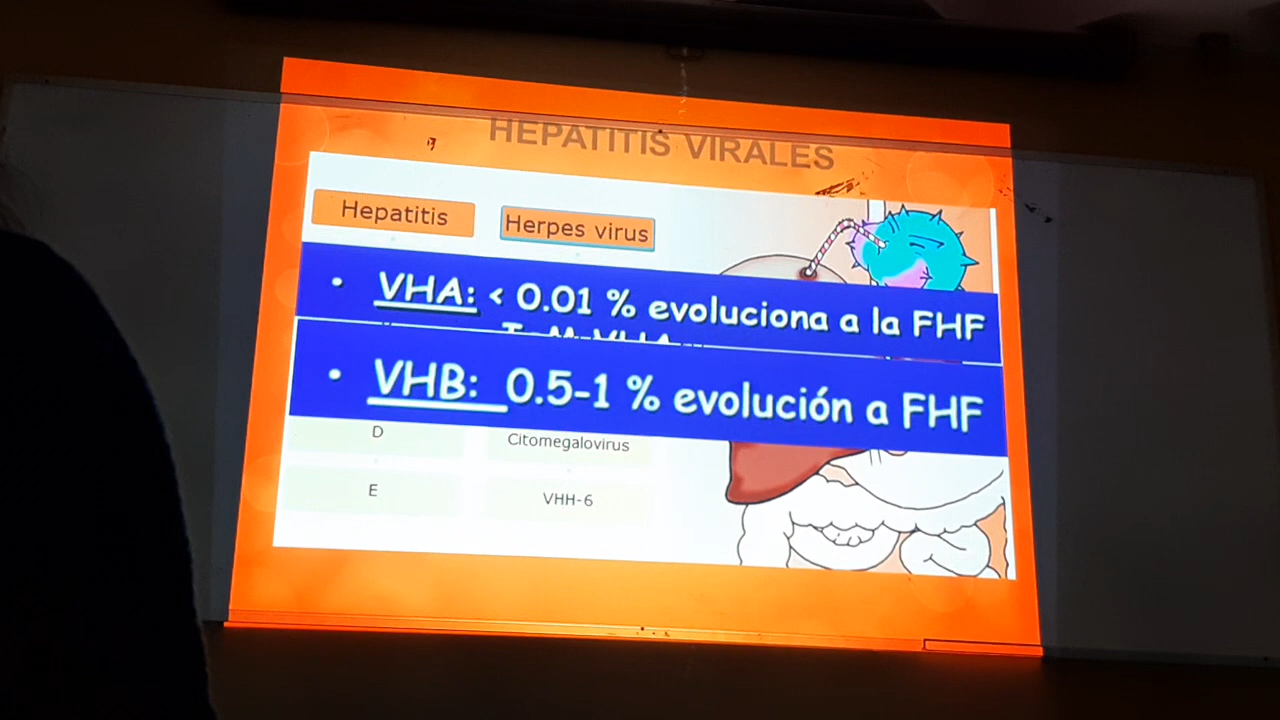 HEPATITIS VIRALES
Hepatitis
Herpes virus
• VHA: < 0.01 % evoluciona a la FHF
• VHB: 0.5-1 % evolución a FHF
D
Citomegalovirus
E
VHH-6